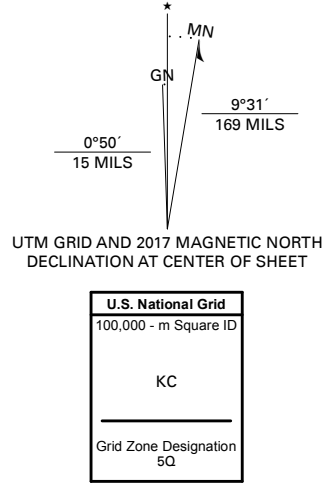 ★
MN
GN
9°31´
169 MILS
0°50´
15 MILS
UTM GRID AND 2017 MAGNETIC NORTH
DECLINATION AT CENTER OF SHEET
U.S. National Grid
100,000 - m Square ID
KC
Grid Zone Designation
5Q